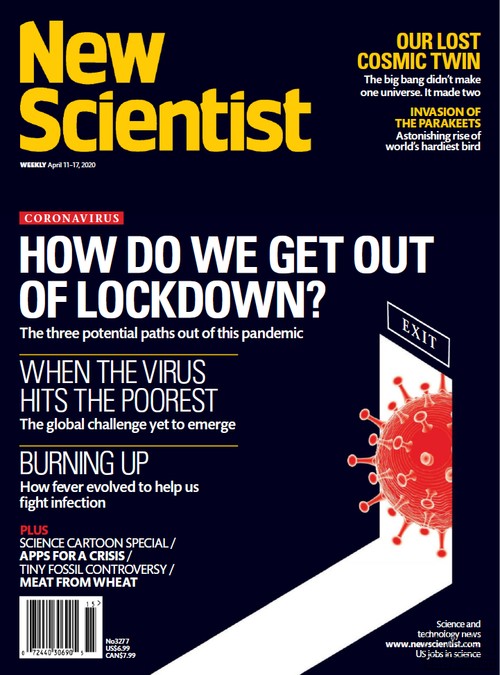 New
Scientist
WEEKLY April 11–17, 2020
OUR LOST
COSMIC TWIN
The big bang didn't make
one universe. It made two
INVASION OF
THE PARAKEETS
Astonishing rise of
world's hardiest bird
CORONAVIRUS
HOW DO WE GET OUT
OF LOCKDOWN?
The three potential paths out of this pandemic
EXIT
WHEN THE VIRUS
HITS THE POOREST
The global challenge yet to emerge
BURNING UP
How fever evolved to help us
fight infection
PLUS
SCIENCE CARTOON SPECIAL /
APPS FOR A CRISIS /
TINY FOSSIL CONTROVERSY /
MEAT FROM WHEAT
15>
6 72440 30690 5
No3277
US$6.99
CAN$7.99
Science and
technology news
www.newscientist.com
US jobs in science